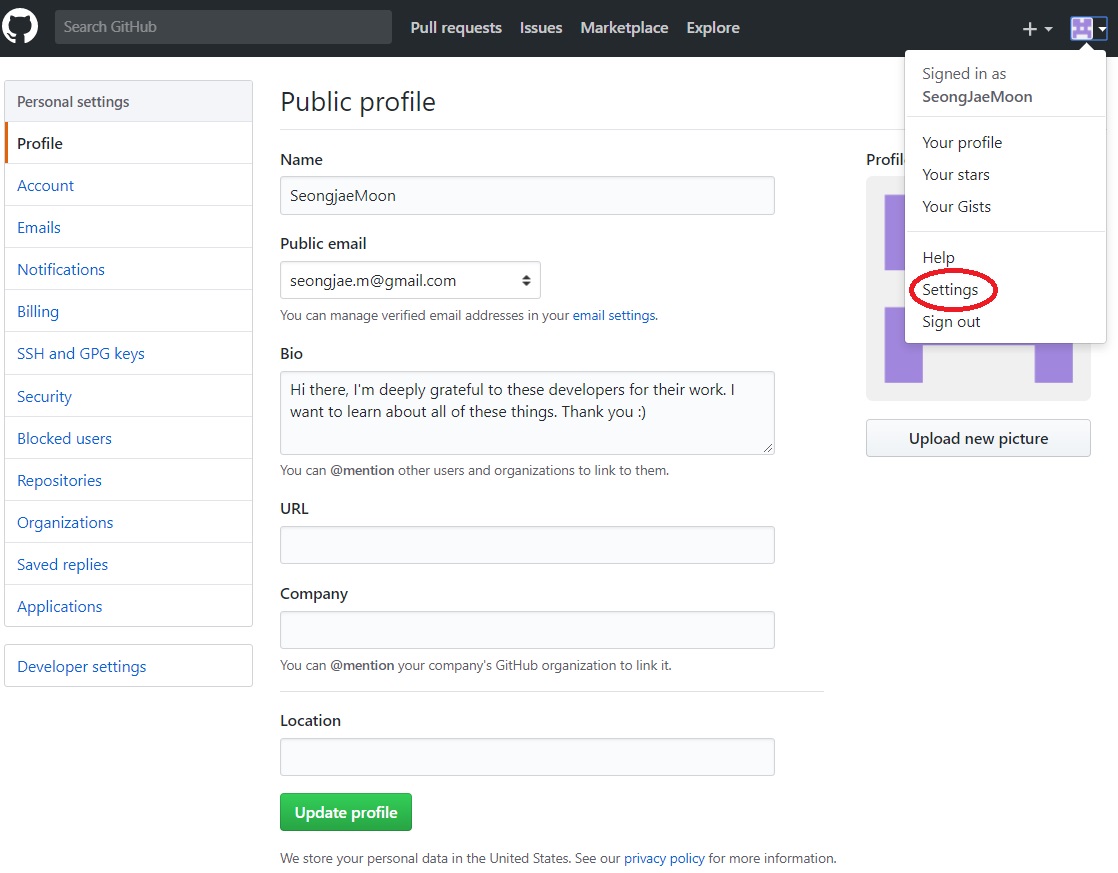 Search GitHub
Pull requests
Issues
Marketplace
Explore
Signed in as
SeongJaeMoon
Your profile
Your stars
Your Gists
Help
Settings
Sign out
Personal settings
Profile
Account
Emails
Notifications
Billing
SSH and GPG keys
Security
Blocked users
Repositories
Organizations
Saved replies
Applications
Developer settings
Public profile
Name
SeongjaeMoon
Public email
seongjae.m@gmail.com
You can manage verified email addresses in your email settings.
Bio
Hi there, I'm deeply grateful to these developers for their work. I
want to learn about all of these things. Thank you :)
You can @mention other users and organizations to link to them.
URL
Company
You can @mention your company's GitHub organization to link it.
Location
Update profile
We store your personal data in the United States. See our privacy policy for more information.
Upload new picture